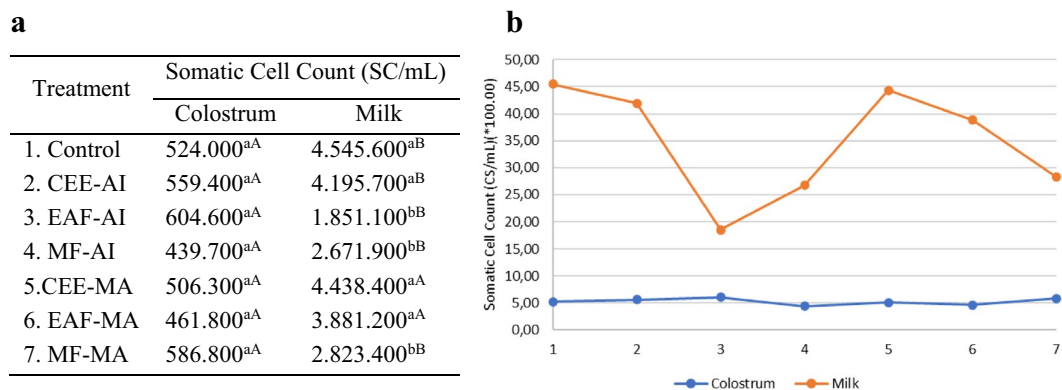 a
Treatment Somatic Cell Count (SC/mL)
Colostrum Milk
1. Control 524.000aA 4.545.600aB
2. CEE-AI 559.400aA 4.195.700aB
3. EAF-AI 604.600aA 1.851.100bB
4. MF-AI 439.700aA 2.671.900bB
5.CEE-MA 506.300aA 4.438.400aA
6. EAF-MA 461.800aA 3.881.200aA
7. MF-MA 586.800aA 2.823.400bB
b
Somatic Cell Count (CS/mL)(*100.00)
50,00
45,00
40,00
35,00
30,00
25,00
20,00
15,00
10,00
5,00
0,00
1 2 3 4 5 6 7
Colostrum Milk